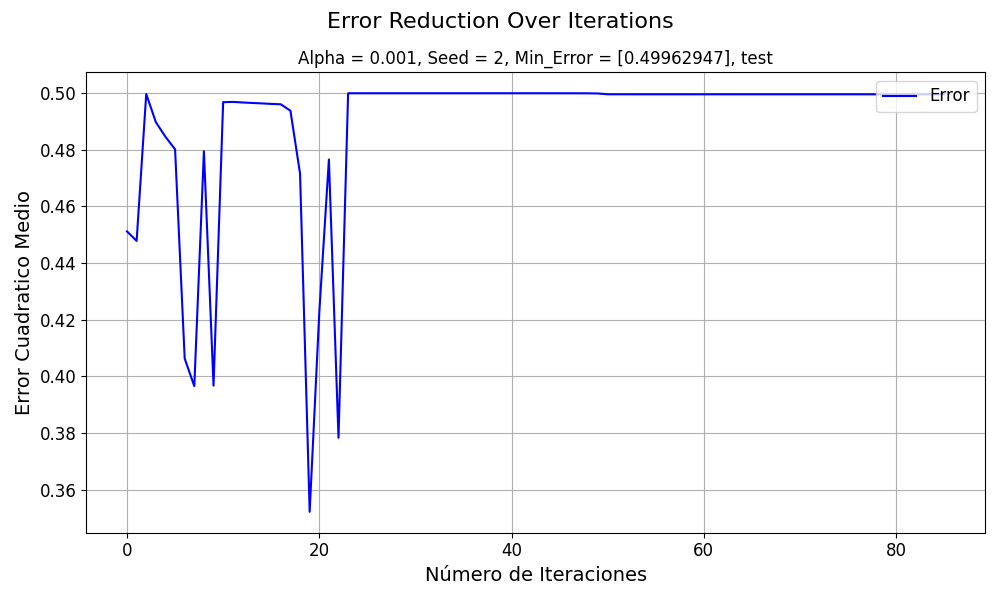 Error Reduction Over Iterations
Alpha = 0.001, Seed = 2, Min_Error = [0.49962947], test
Error
0.50
0.48
0.46
0.44
0.42
0.40
0.38
0.36
Error Cuadratico Medio
0 20 40 60 80
Número de Iteraciones